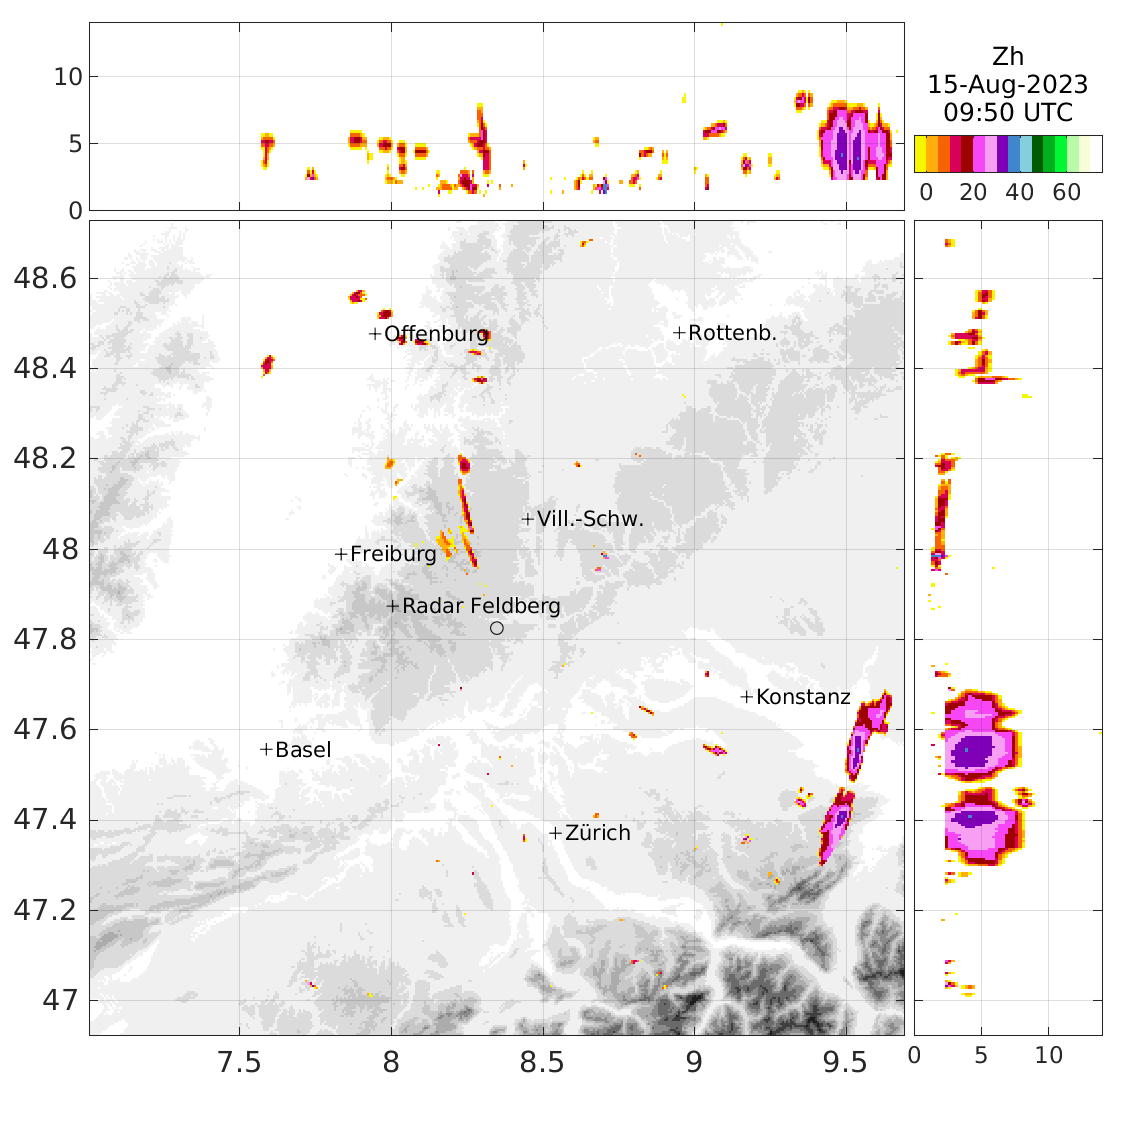 10
5
0
Zh
15-Aug-2023
09:50 UTC
0 20 40 60
48.6
48.4
48.2
48
47.8
47.6
47.4
47.2
47
+Offenburg
+Rottenb.
+Vill.-Schw.
+Freiburg
+Radar Feldberg
+Konstanz
+Basel
+Zürich
7.5 8 8.5 9 9.5
0 5 10